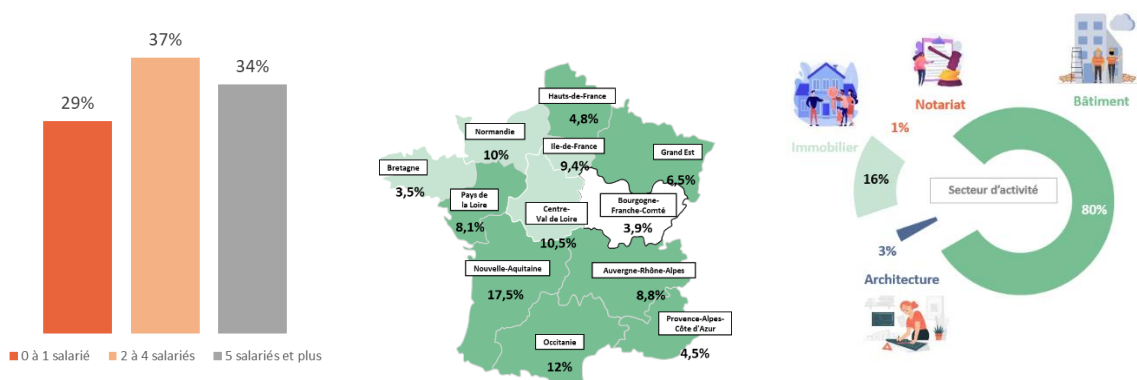 37%
34%
29%
0 à 1 salarié
2 à 4 salariés
5 salariés et plus
Hauts-de-France
4,8%
Normandie
10%
Ile-de-France
9,4%
Grand Est
6,5%
Bretagne
3,5%
Pays de
la Loire
8,1%
Centre-
Val de Loire
10,5%
Bourgogne-
Franche-Comté
3,9%
Nouvelle-Aquitaine
17,5%
Auvergne-Rhône-Alpes
8,8%
Provence-Alpes-
Côte d'Azur
4,5%
Occitanie
12%
Notariat
1%
Bâtiment
80%
Immobilier
16%
Secteur d'activité
3%
Architecture